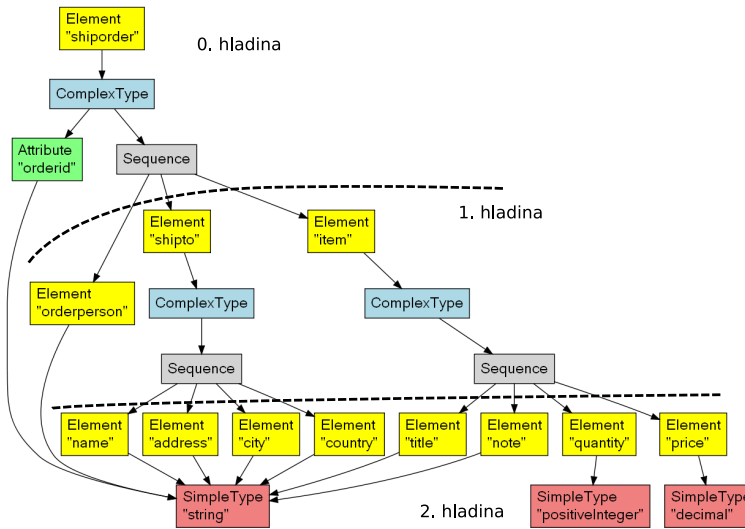 Element
"shiporder"
0. hladina
ComplexType
Attribute
"orderid"
Sequence
Element
"shipto"
Element
"item"
1. hladina
Element
"orderperson"
ComplexType
ComplexType
Sequence
Sequence
Element
"name"
Element
"address"
Element
"city"
Element
"country"
Element
"title"
Element
"note"
Element
"quantity"
Element
"price"
SimpleType
"string"
2. hladina
SimpleType
"positiveInteger"
SimpleType
"decimal"